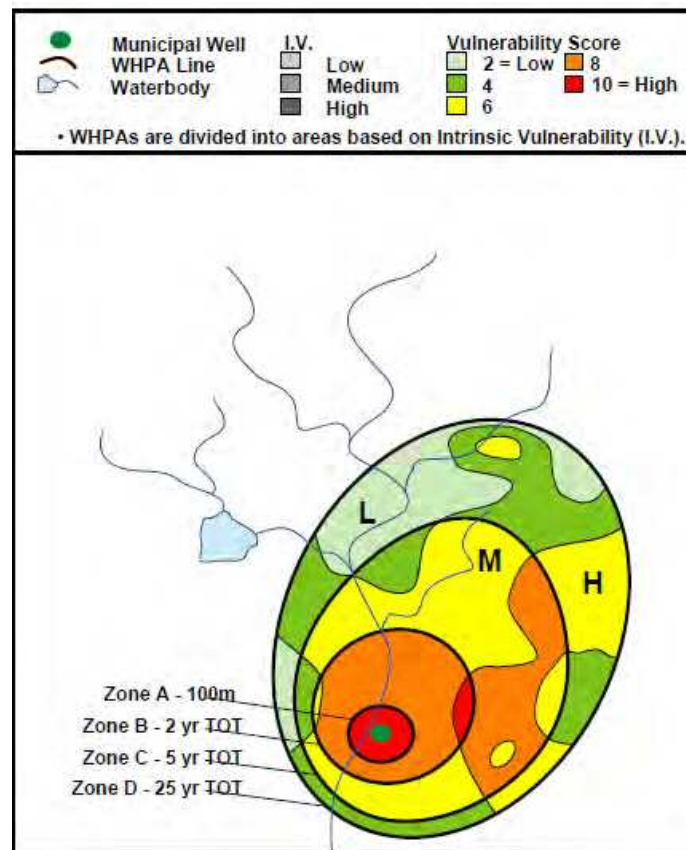 Municipal Well
WHPA Line
Waterbody
I.V.
Low
Medium
High
Vulnerability Score
2 = Low
4
6
8
10 = High
• WHPAs are divided into areas based on Intrinsic Vulnerability (I.V.).
L
M
H
Zone A - 100m
Zone B - 2 yr TOT
Zone C - 5 yr TOT
Zone D - 25 yr TOT